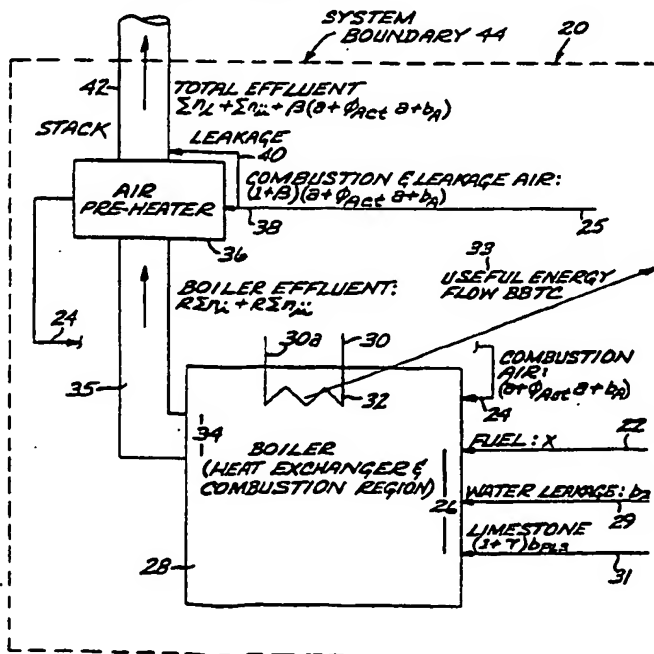 SYSTEM
BOUNDARY 44
20
42
TOTAL EFFLUENT
Σnᵢ + Σnᵢᵢ + β(a + φAct a + bA)
STACK
LEAKAGE
40
AIR
PRE-HEATER
COMBUSTION & LEAKAGE AIR:
(1+β)(a + φAct a + bA)
38
25
36
33
USEFUL ENERGY
FLOW BBTC
BOILER
EFFLUENT:
RΣnᵢ + RΣnᵢᵢ
24
30a
30
COMBUSTION
AIR:
(a + φAct a + bA)
35
32
24
34
BOILER
(HEAT EXCHANGER &
COMBUSTION REGION)
FUEL: X
22
26
WATER LEAKAGE: bz
29
LIMESTONE
(1+γ)bPLS
28
31